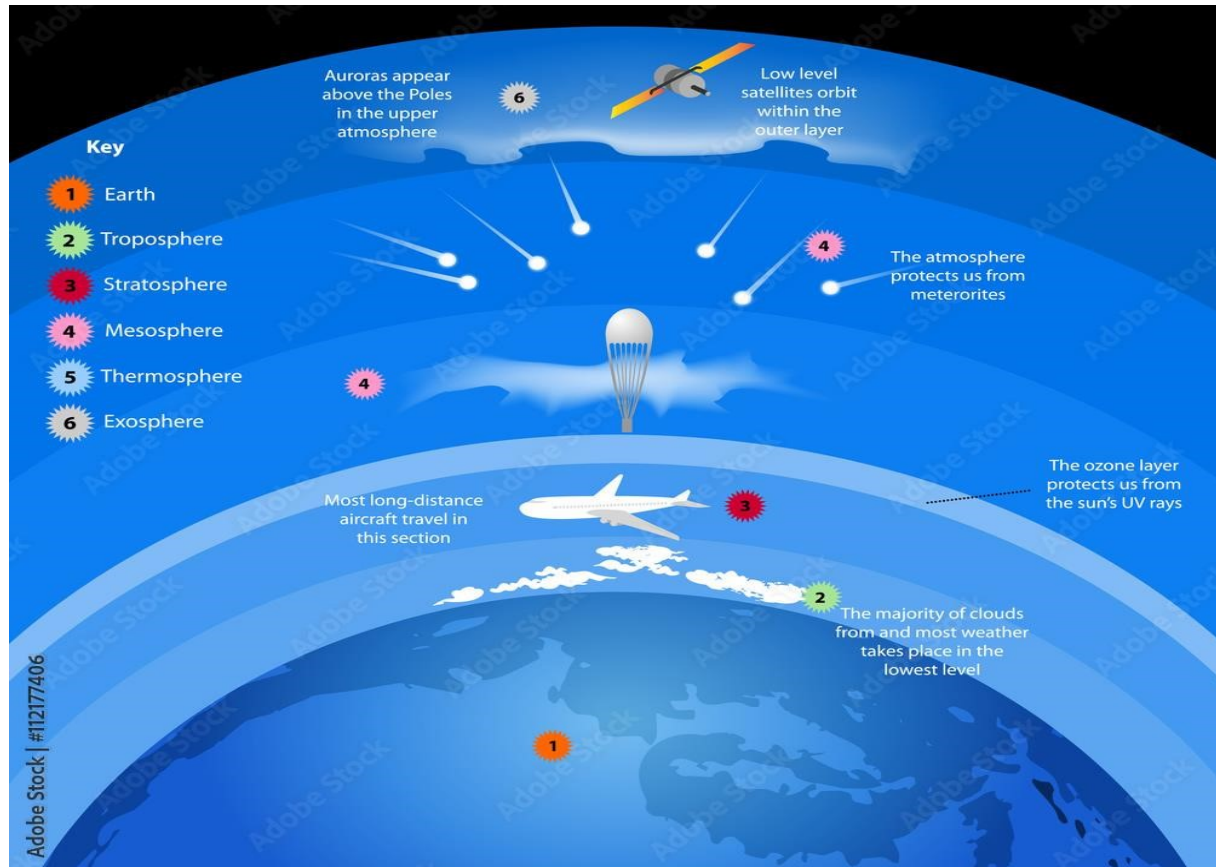 Auroras appear
above the Poles
in the upper
atmosphere
6
Low level
satellites orbit
within the
outer layer
Key
1 Earth
2 Troposphere
3 Stratosphere
4 Mesosphere
5 Thermosphere
6 Exosphere
4
The atmosphere
protects us from
meterorites
4
The ozone layer
protects us from
the sun's UV rays
Most long-distance
aircraft travel in
this section
3
2
The majority of clouds
from and most weather
takes place in the
lowest level
1
Adobe Stock | #112177406
Adobe Stock